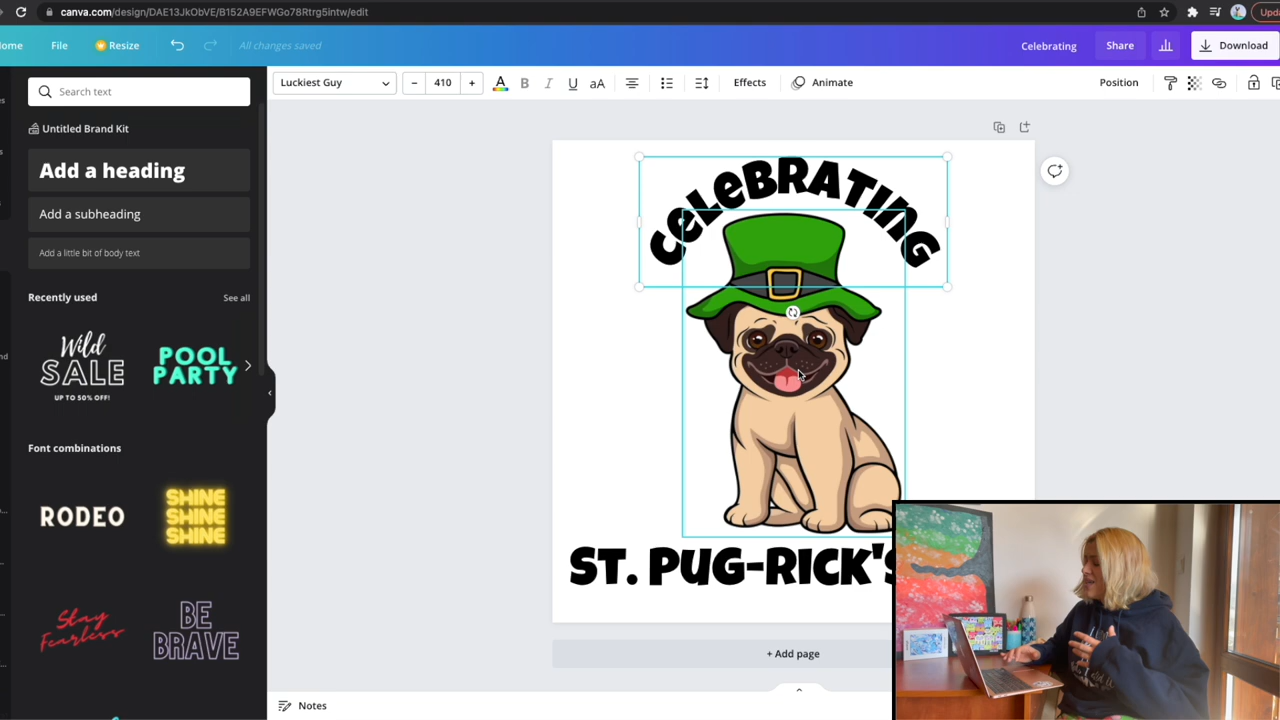 canva.com/design/DAE13JkObVE/B152A9EFWGo78Rtrg5intw/edit
Home File Resize All changes saved Celebrating Share Download
Luckiest Guy - 410 + A B I U aA Effects Animate Position
Search text
Untitled Brand Kit
Add a heading
Add a subheading
Add a little bit of body text
Recently used See all
Wild
SALE
UP TO 50% OFF!
POOL
PARTY
Font combinations
RODEO
SHINE
SHINE
SHINE
Stay
Fearless
BE
BRAVE
CeLeBRATING
ST. PUG-RICK'S
+ Add page
Notes